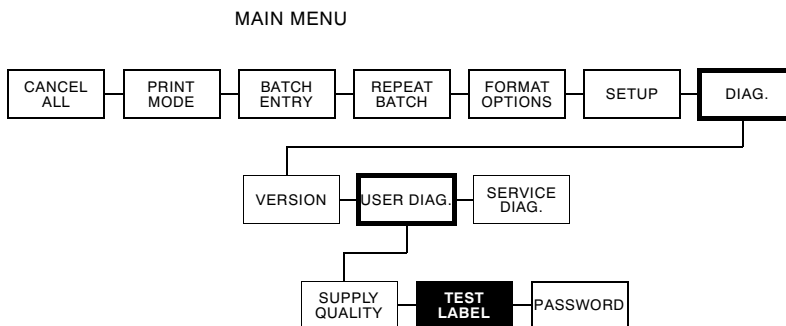 MAIN MENU
CANCEL
ALL
PRINT
MODE
BATCH
ENTRY
REPEAT
BATCH
FORMAT
OPTIONS
SETUP
DIAG.
VERSION
USER DIAG.
SERVICE
DIAG.
SUPPLY
QUALITY
TEST
LABEL
PASSWORD